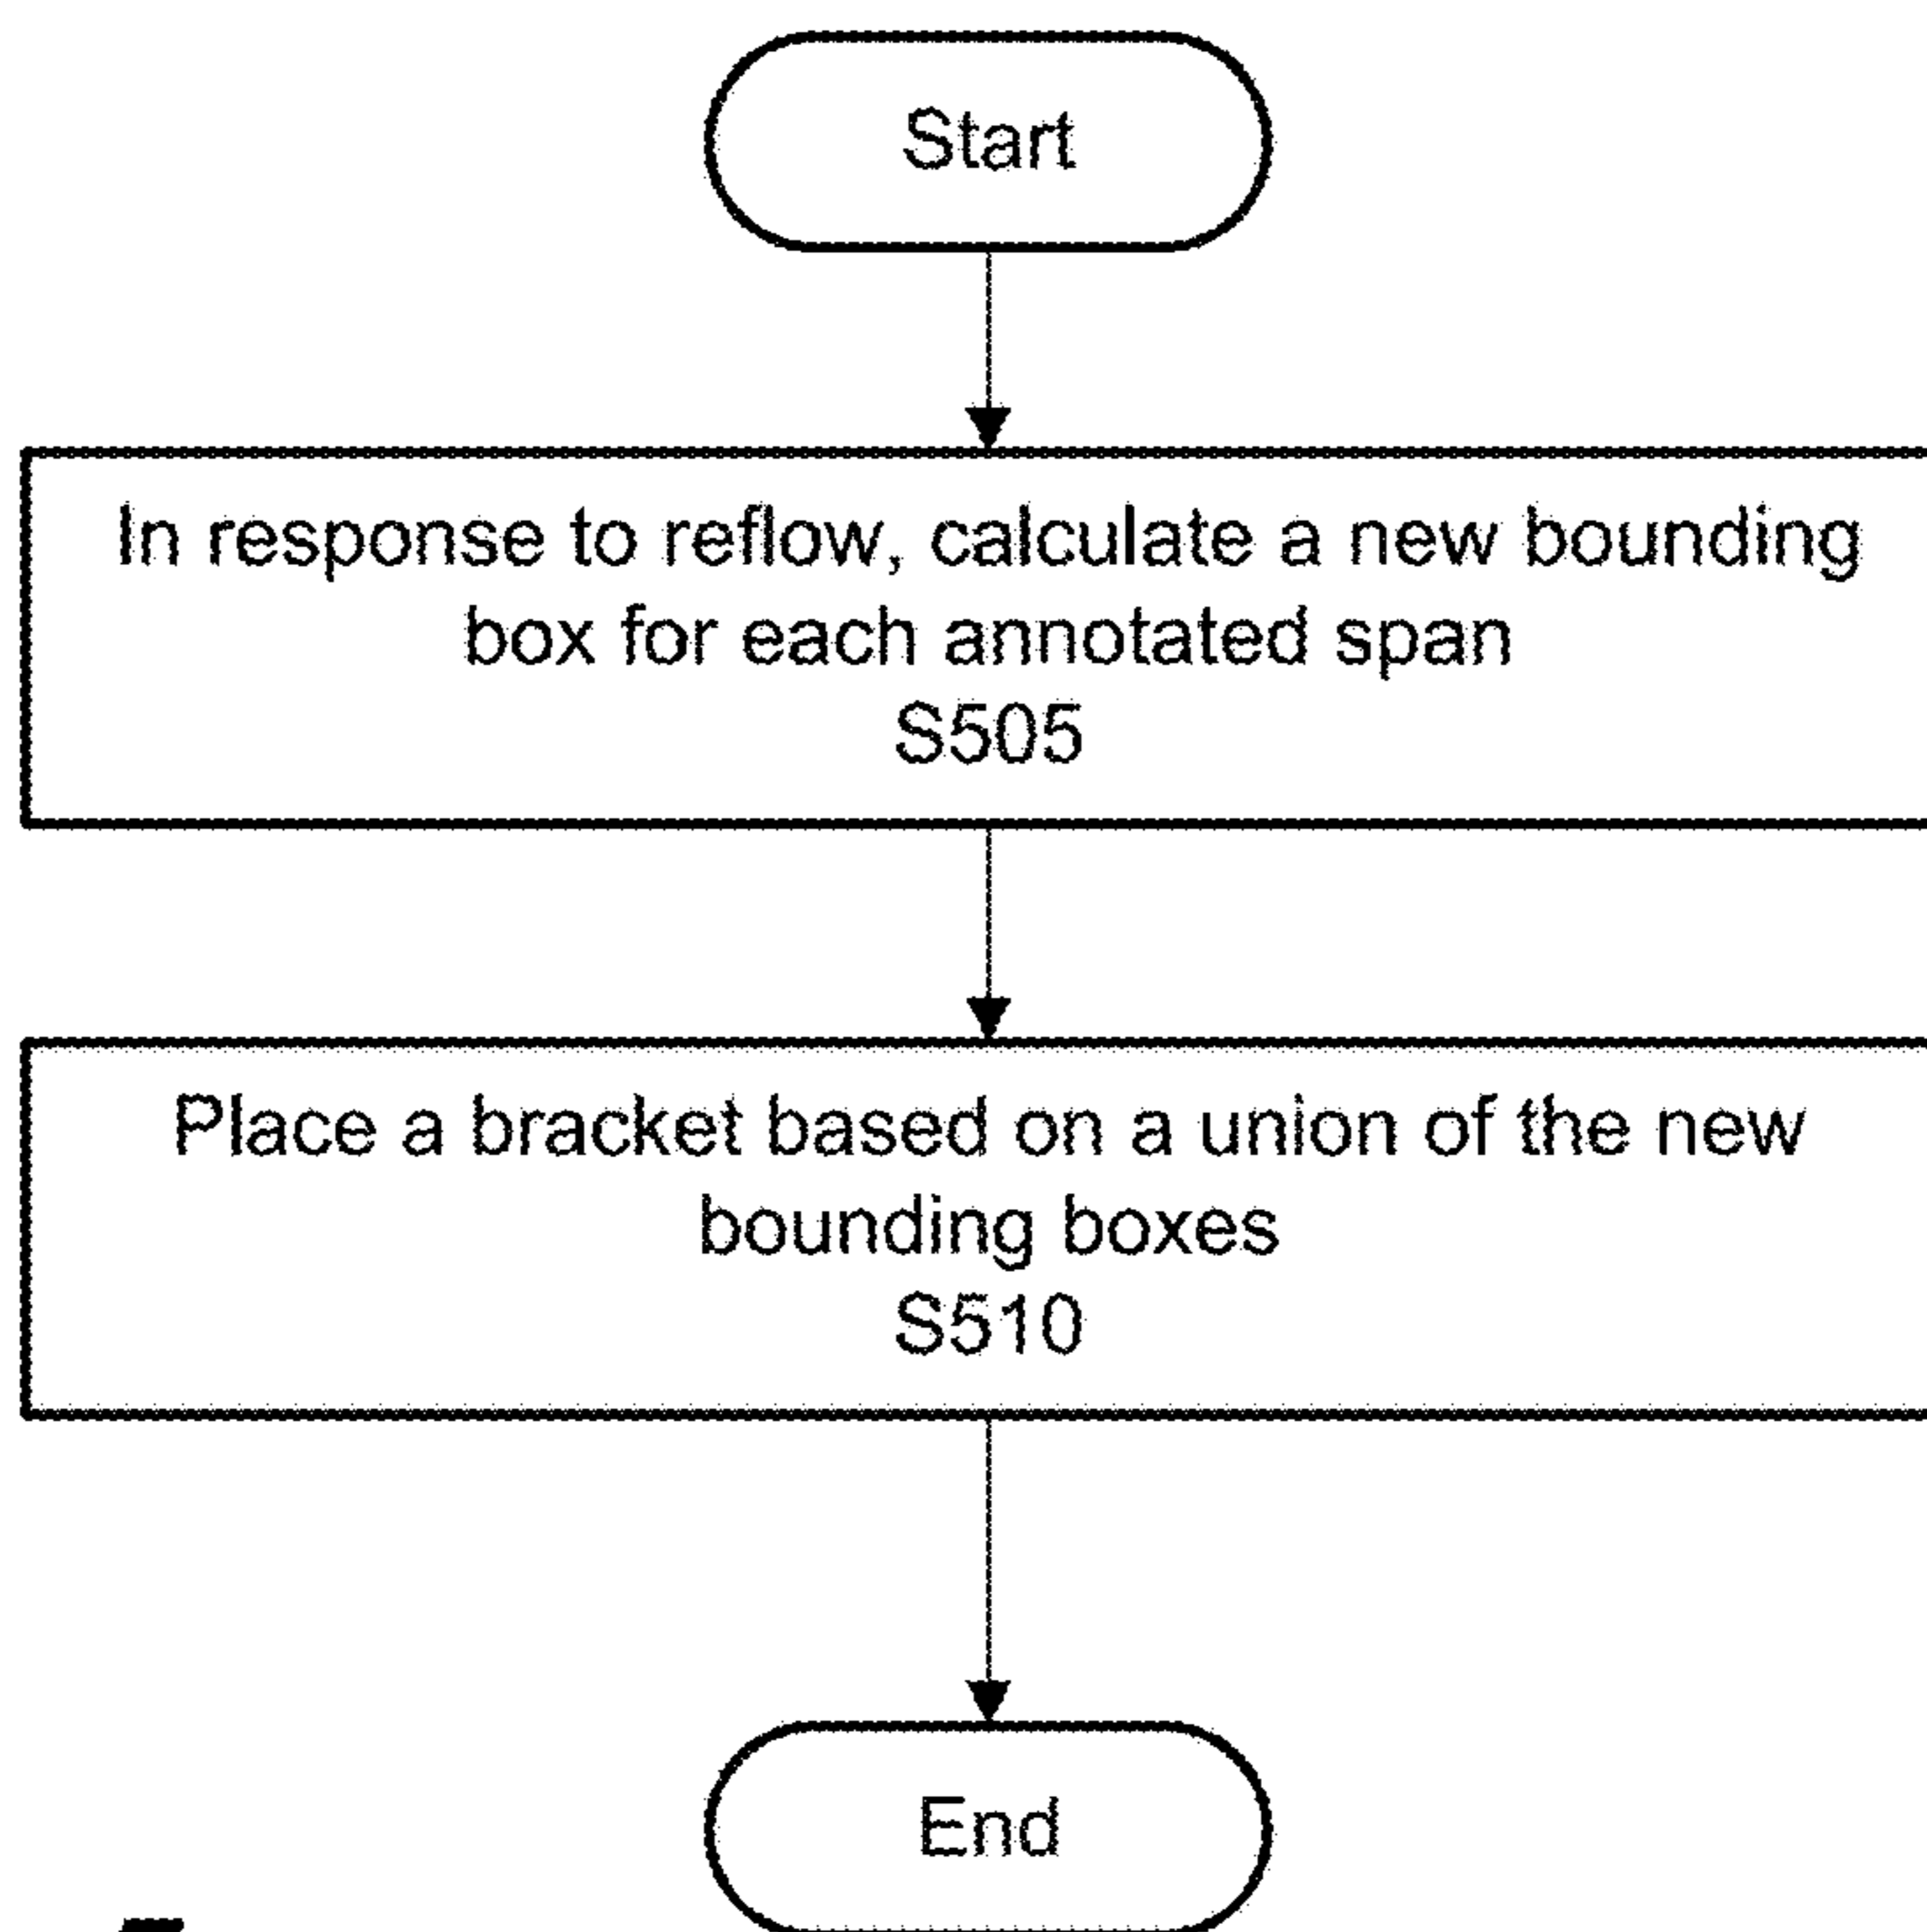 Start
In response to reflow, calculate a new bounding
box for each annotated span
S505
Place a bracket based on a union of the new
bounding boxes
S510
End